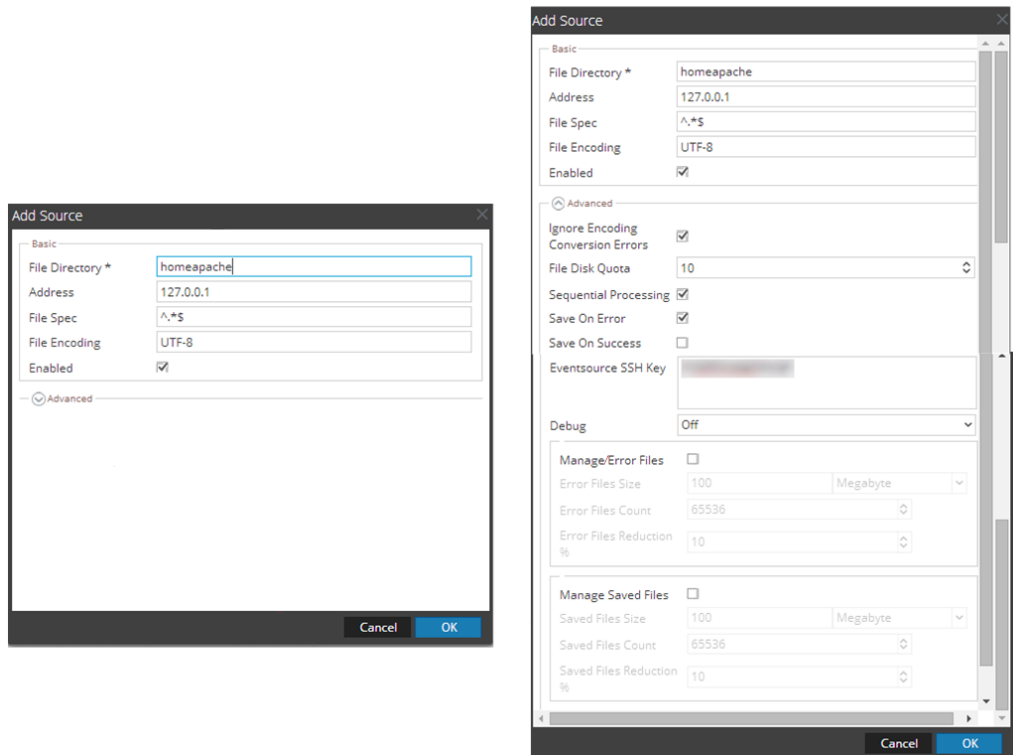 Add Source
Basic
File Directory * homeapache
Address 127.0.0.1
File Spec ^.*$
File Encoding UTF-8
Enabled
Advanced
Cancel OK
Add Source
Basic
File Directory * homeapache
Address 127.0.0.1
File Spec ^.*$
File Encoding UTF-8
Enabled
Advanced
Ignore Encoding
Conversion Errors
File Disk Quota 10
Sequential Processing
Save On Error
Save On Success
Eventsource SSH Key
Debug Off
Manage/Error Files
Error Files Size 100 Megabyte
Error Files Count 65536
Error Files Reduction
% 10
Manage Saved Files
Saved Files Size 100 Megabyte
Saved Files Count 65536
Saved Files Reduction
% 10
Cancel OK